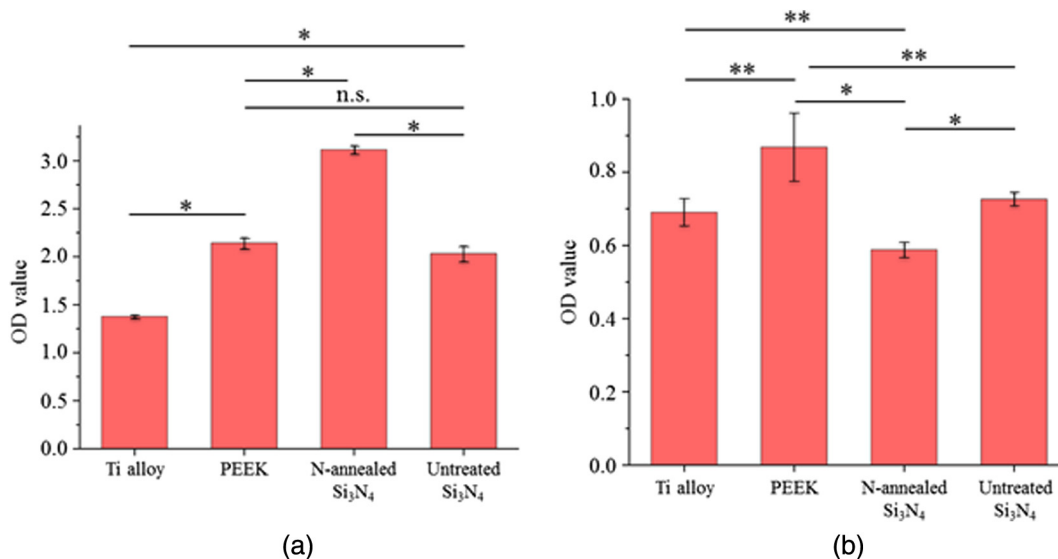 *
*
n.s.
*
*
OD value
3.0
2.5
2.0
1.5
1.0
0.5
0.0
Ti alloy
PEEK
N-annealed
Si₃N₄
Untreated
Si₃N₄
(a)
**
**
**
*
*
OD value
1.0
0.8
0.6
0.4
0.2
0.0
Ti alloy
PEEK
N-annealed
Si₃N₄
Untreated
Si₃N₄
(b)